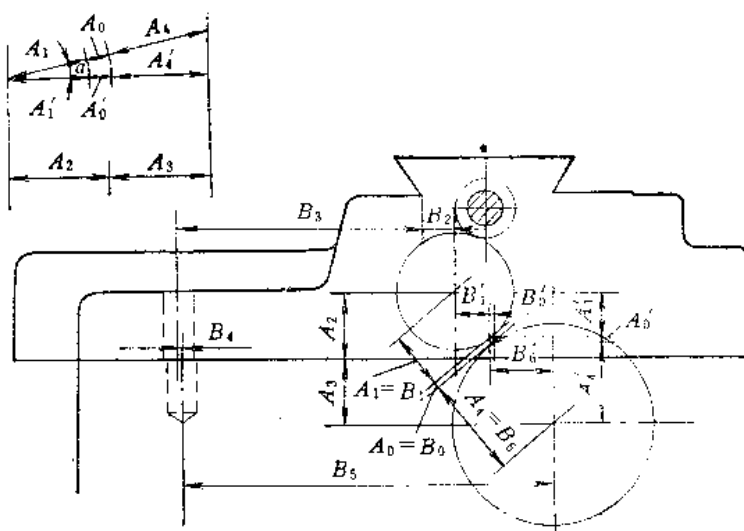 A₀ A₄
A₁ a
A₁′ A₀′ A₄′
A₂ A₃
B₃ B₂
B₁′ B₀′ A₁′
A₂ B₄ A₀′
B₆′
A₃ A₁=B₁ A₄′
A₄=B₆
A₀=B₀
B₅